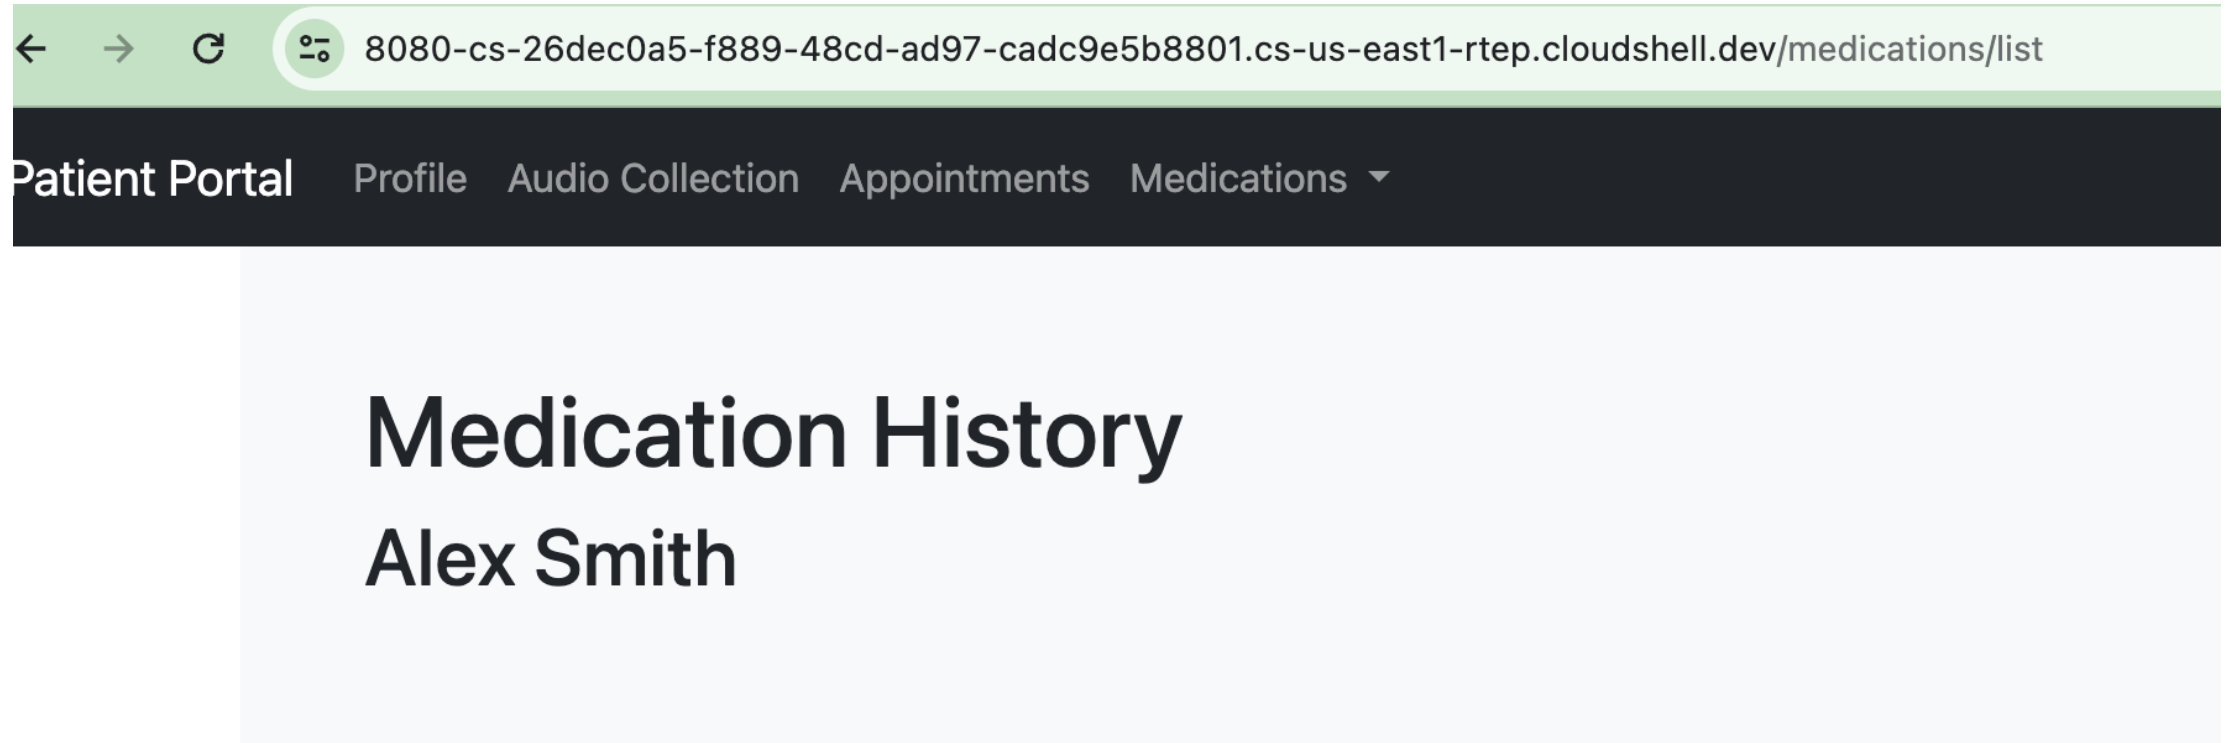 8080-cs-26dec0a5-f889-48cd-ad97-cadc9e5b8801.cs-us-east1-rtep.cloudshell.dev/medications/list
Patient Portal Profile Audio Collection Appointments Medications
Medication History
Alex Smith